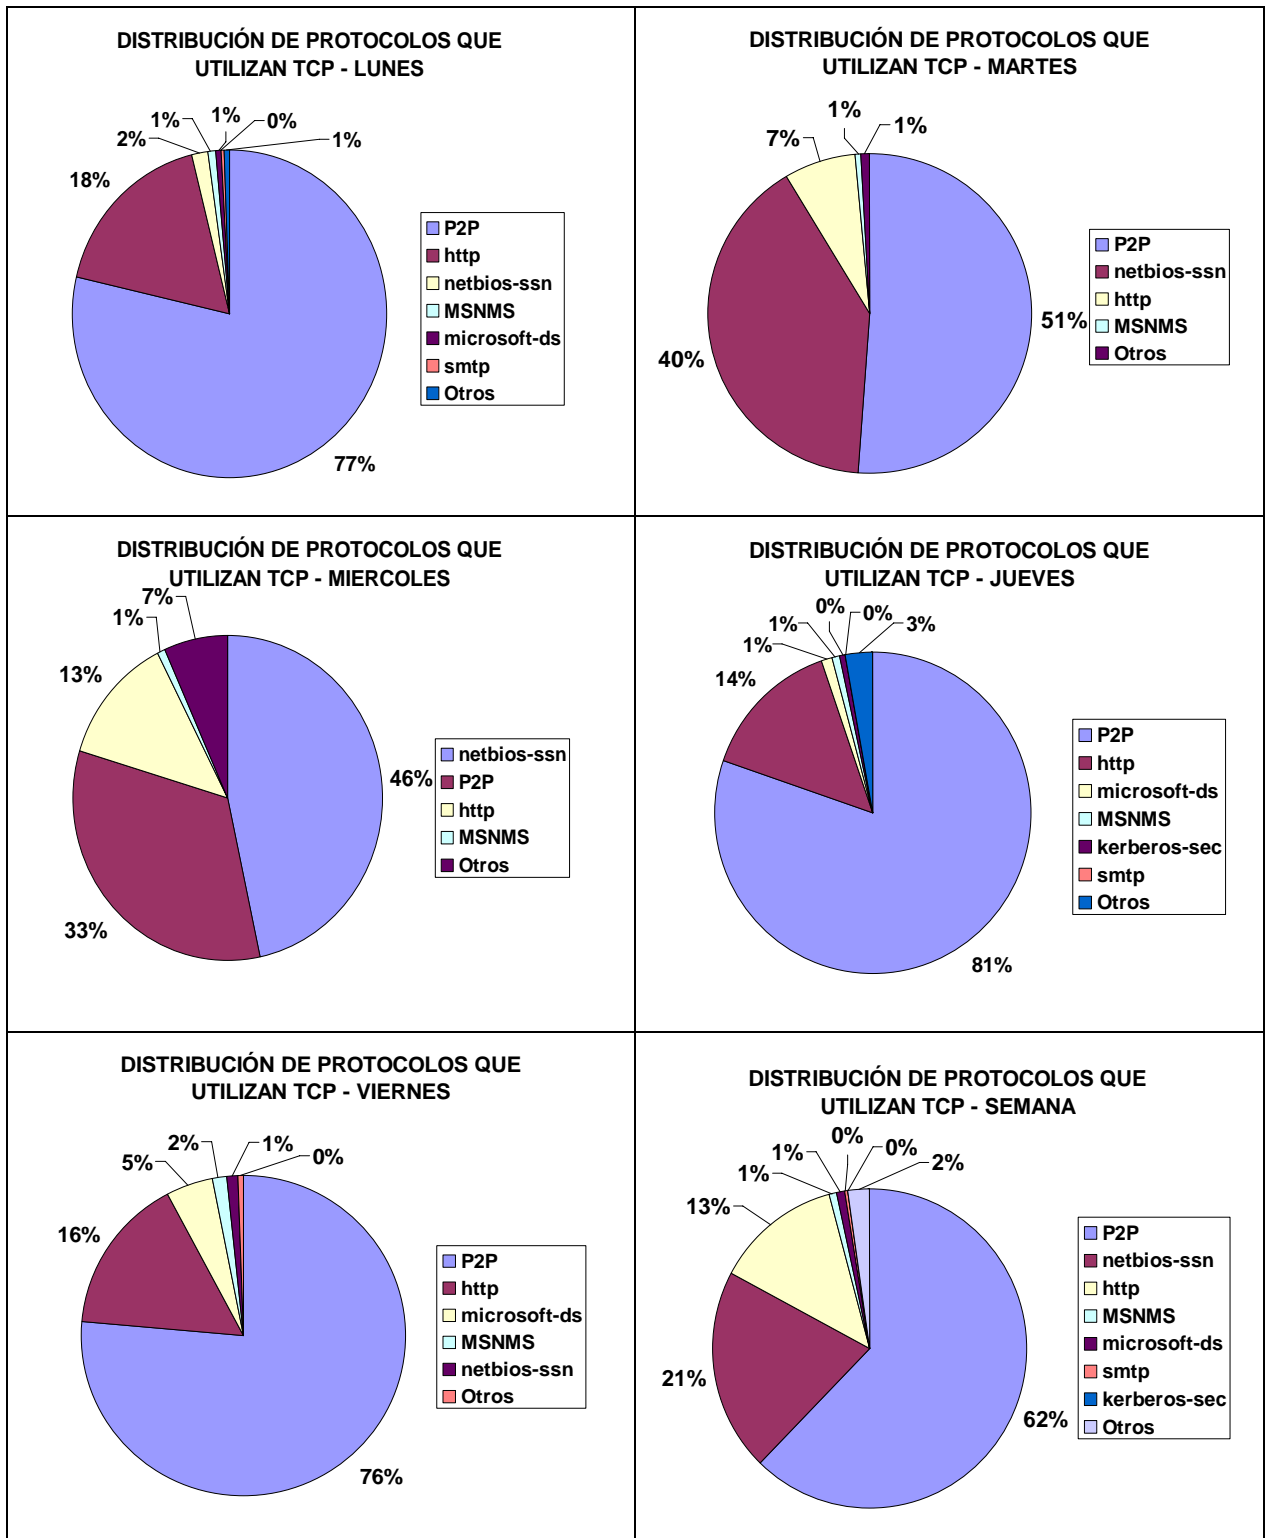 DISTRIBUCIÓN DE PROTOCOLOS QUE
UTILIZAN TCP - LUNES
1%
1%
0%
2%
1%
18%
77%
P2P
http
netbios-ssn
MSNMS
microsoft-ds
smtp
Otros
DISTRIBUCIÓN DE PROTOCOLOS QUE
UTILIZAN TCP - MARTES
1%
1%
7%
40%
51%
P2P
netbios-ssn
http
MSNMS
Otros
DISTRIBUCIÓN DE PROTOCOLOS QUE
UTILIZAN TCP - MIERCOLES
7%
1%
13%
46%
33%
netbios-ssn
P2P
http
MSNMS
Otros
DISTRIBUCIÓN DE PROTOCOLOS QUE
UTILIZAN TCP - JUEVES
0%
0%
3%
1%
1%
14%
81%
P2P
http
microsoft-ds
MSNMS
kerberos-sec
smtp
Otros
DISTRIBUCIÓN DE PROTOCOLOS QUE
UTILIZAN TCP - VIERNES
2%
1%
0%
5%
16%
76%
P2P
http
microsoft-ds
MSNMS
netbios-ssn
Otros
DISTRIBUCIÓN DE PROTOCOLOS QUE
UTILIZAN TCP - SEMANA
0%
0%
1%
2%
1%
13%
21%
62%
P2P
netbios-ssn
http
MSNMS
microsoft-ds
smtp
kerberos-sec
Otros